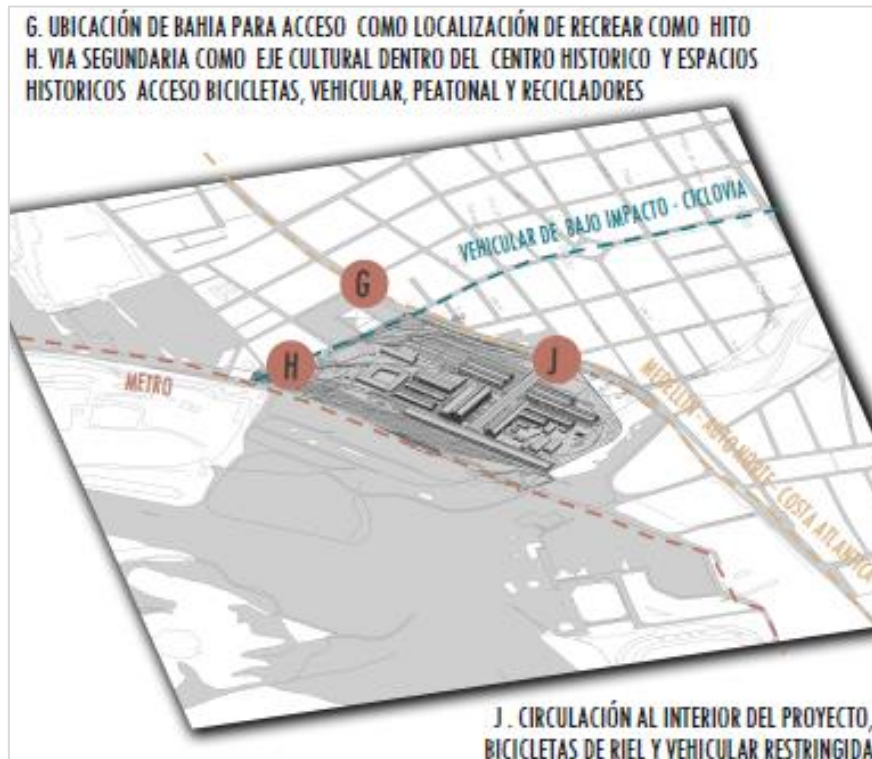 G. UBICACIÓN DE BAHIA PARA ACCESO COMO LOCALIZACIÓN DE RECREAR COMO HITO
H. VIA SEGUNDARIA COMO EJE CULTURAL DENTRO DEL CENTRO HISTORICO Y ESPACIOS
HISTORICOS ACCESO BICICLETAS, VEHICULAR, PEATONAL Y RECICLADORES
VEHICULAR DE BAJO IMPACTO - CICLOVIA
G
H
J
METRO
MEDELLIN - AUTO NORTE - COSTA ATLANTICA
J . CIRCULACIÓN AL INTERIOR DEL PROYECTO,
BICICLETAS DE RIEL Y VEHICULAR RESTRINGIDA